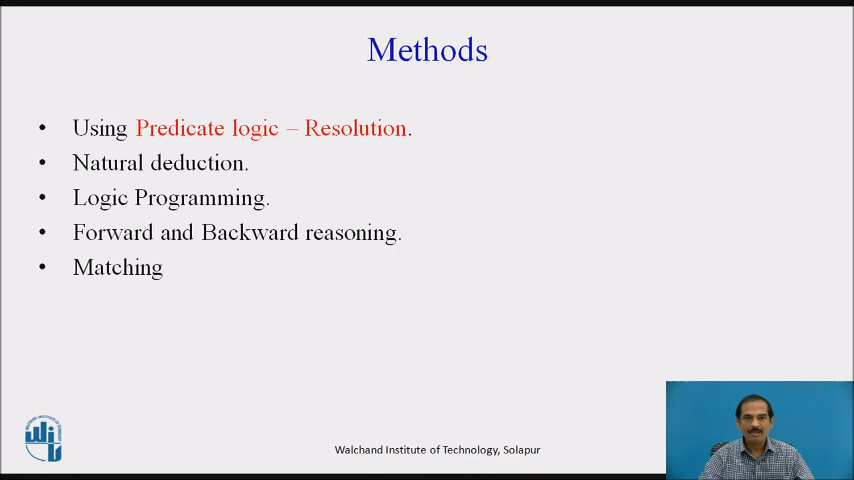 Methods
• Using Predicate logic – Resolution.
• Natural deduction.
• Logic Programming.
• Forward and Backward reasoning.
• Matching
Walchand Institute of Technology, Solapur